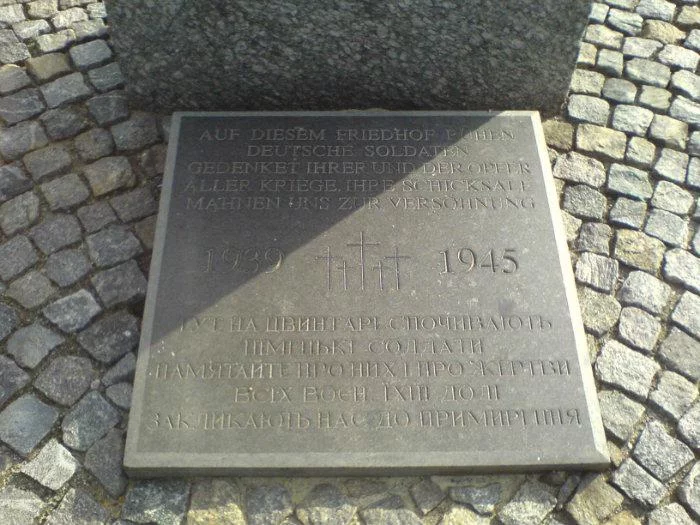 AUF DIESEM FRIEDHOF RUHEN
DEUTSCHE SOLDATEN
GEDENKET IHRER UND DER OPFER
ALLER KRIEGE. IHRE SCHICKSALE
MAHNEN UNS ZUR VERSÖHNUNG
1939 1945
ТУТ НА ЦВИНТАРІ СПОЧИВАЮТЬ
НІМЕЦЬКІ СОЛДАТИ
ПАМ'ЯТАЙТЕ ПРО НИХ І ПРО ЖЕРТВИ
ВСІХ ВОЄН. ЇХНІ ДОЛІ
ЗАКЛИКАЮТЬ НАС ДО ПРИМИРІННЯ